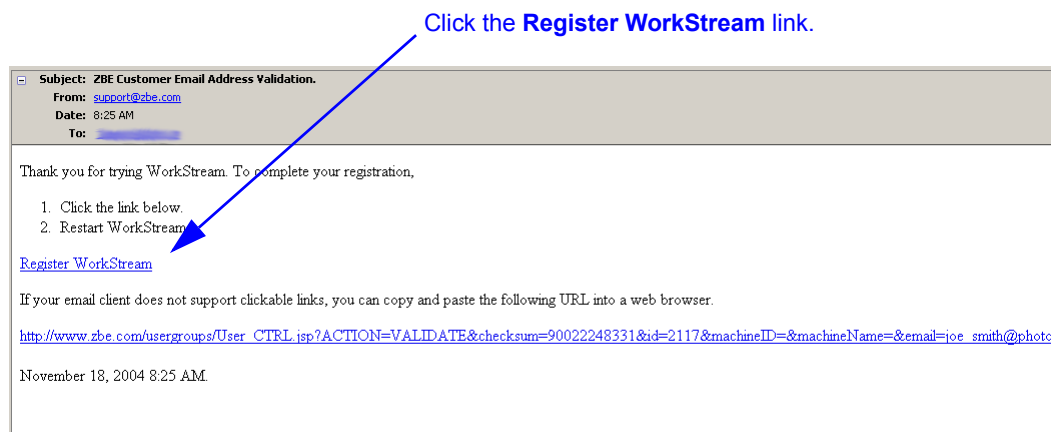 Click the Register WorkStream link.
Subject: ZBE Customer Email Address Validation.
From: support@zbe.com
Date: 8:25 AM
To:
Thank you for trying WorkStream. To complete your registration,
1. Click the link below.
2. Restart WorkStream
Register WorkStream
If your email client does not support clickable links, you can copy and paste the following URL into a web browser.
http://www.zbe.com/usergroups/User_CTRL.jsp?ACTION=VALIDATE&checksum=90022248331&id=2117&machineID=&machineName=&email=joe_smith@photo
November 18, 2004 8:25 AM.